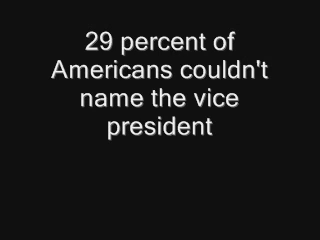 29 percent of
Americans couldn't
name the vice
president